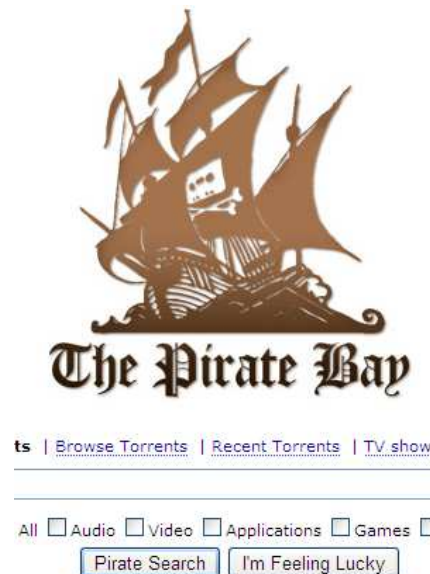 The Pirate Bay
ts | Browse Torrents | Recent Torrents | TV show
All Audio Video Applications Games
Pirate Search I'm Feeling Lucky